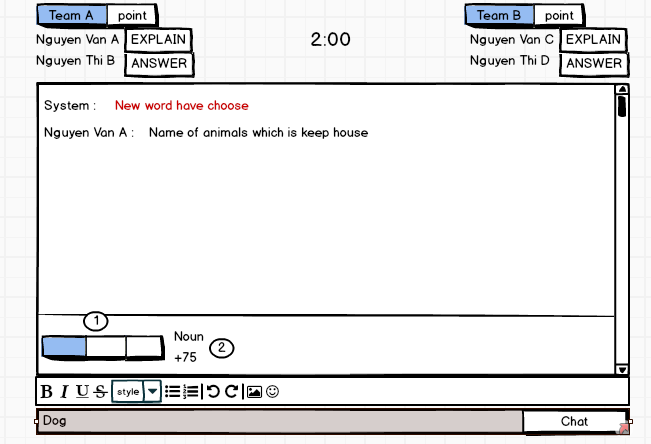 Team A point
Nguyen Van A EXPLAIN
Nguyen Thi B ANSWER
2:00
Team B point
Nguyen Van C EXPLAIN
Nguyen Thi D ANSWER
System : New word have choose
Nguyen Van A : Name of animals which is keep house
1
Noun
+75
2
B I U S style
Dog
Chat